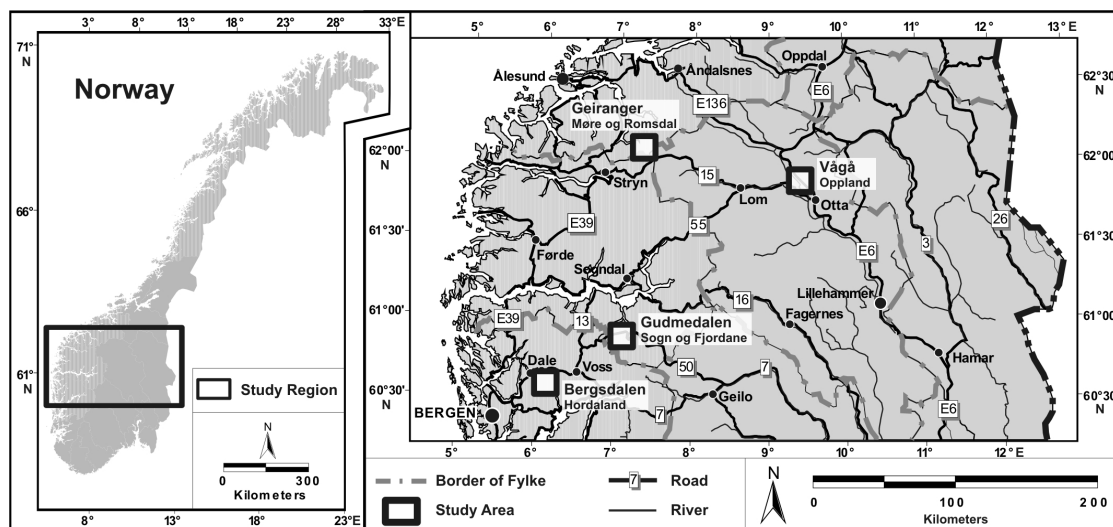 3° 8° 13° 18° 23° 28° 33°E
71° N
Norway
66° N
61° N
Study Region
N
0 300
Kilometers
8° 13° 18° 23°E
5° 6° 7° 8° 9° 10° 11° 12° 13°E
62°30' N
62°00' N
61°30' N
61°00' N
60°30' N
62°00' N
61°30' N
61°00' N
60°30' N
Ålesund
Åndalsnes
Oppdal
E6
E136
Geiranger
Møre og Romsdal
Vågå
Oppland
Stryn
15
Lom
Otta
E39
55
26
3
Førde
E6
Sogndal
Lillehammer
16
Fagernes
E39
13
Gudmedalen
Sogn og Fjordane
Hamar
Dale
Voss
50
7
Bergsdalen
Hordaland
Geilo
E6
BERGEN
7
5° 6° 7° 8° 9° 10° 11° 12°E
Border of Fylke
7
Road
Study Area
River
N
0 100 200
Kilometers